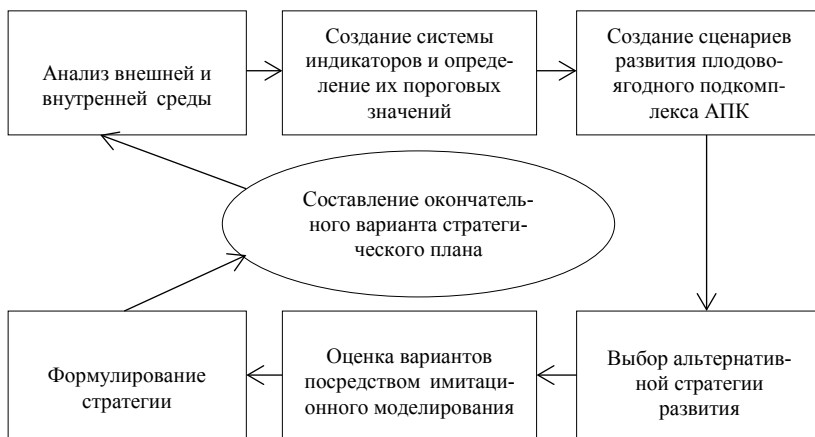 Анализ внешней и
внутренней среды
Создание системы
индикаторов и опреде-
ление их пороговых
значений
Создание сценариев
развития плодово-
ягодного подкомп-
лекса АПК
Составление окончатель-
ного варианта стратеги-
ческого плана
Формулирование
стратегии
Оценка вариантов
посредством имитаци-
онного моделирования
Выбор альтернатив-
ной стратегии
развития